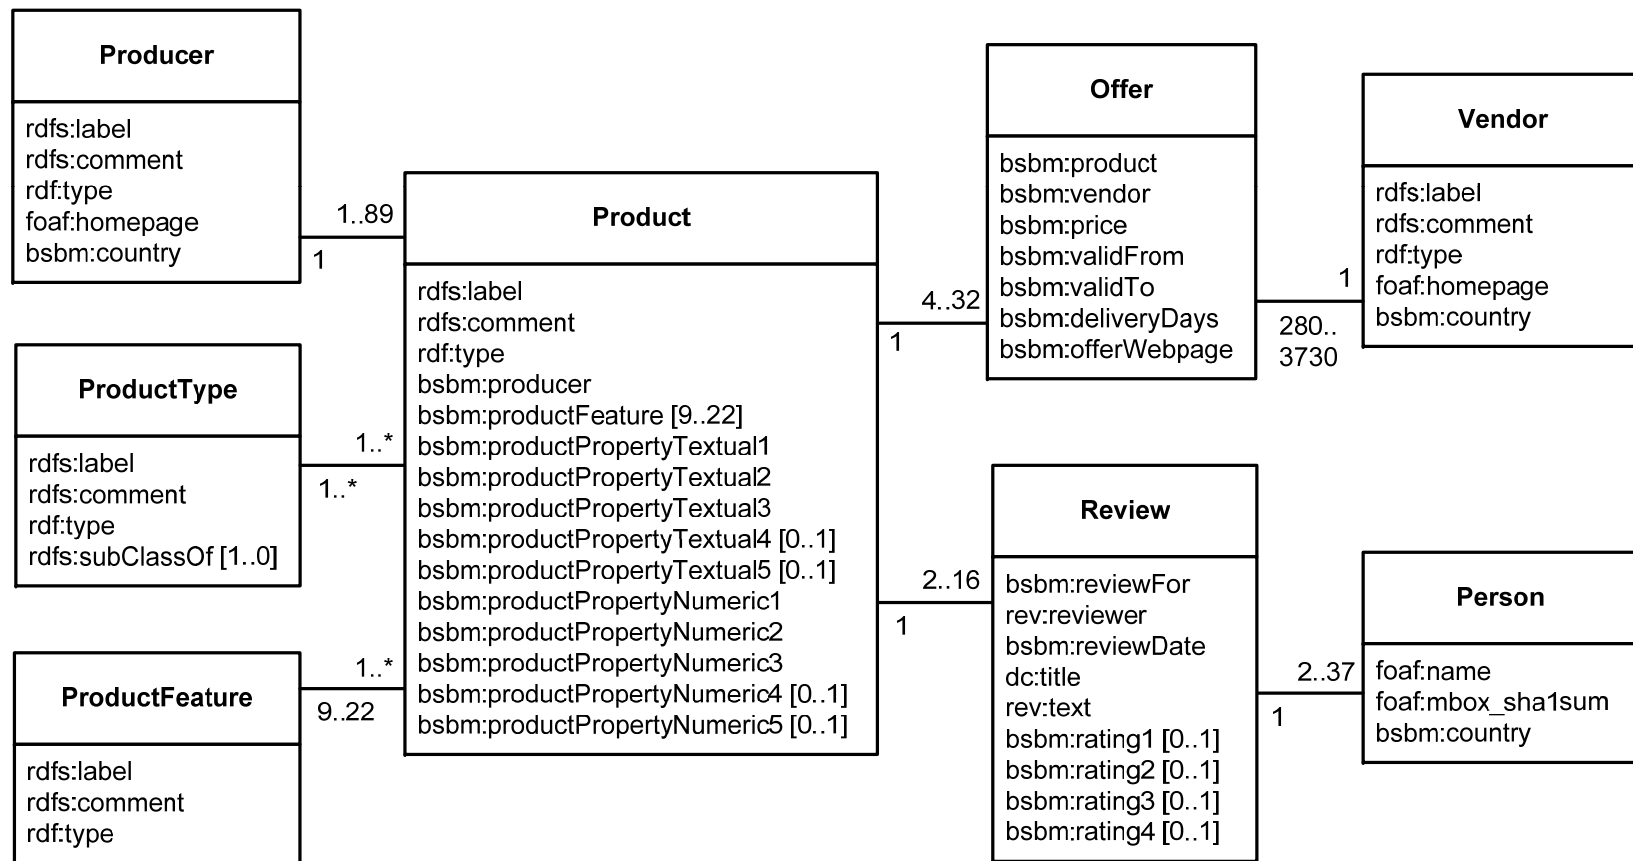 Producer
rdfs:label
rdfs:comment
rdf:type
foaf:homepage
bsbm:country
1..89
1
ProductType
rdfs:label
rdfs:comment
rdf:type
rdfs:subClassOf [1..0]
1..*
1..*
ProductFeature
rdfs:label
rdfs:comment
rdf:type
1..*
9..22
Product
rdfs:label
rdfs:comment
rdf:type
bsbm:producer
bsbm:productFeature [9..22]
bsbm:productPropertyTextual1
bsbm:productPropertyTextual2
bsbm:productPropertyTextual3
bsbm:productPropertyTextual4 [0..1]
bsbm:productPropertyTextual5 [0..1]
bsbm:productPropertyNumeric1
bsbm:productPropertyNumeric2
bsbm:productPropertyNumeric3
bsbm:productPropertyNumeric4 [0..1]
bsbm:productPropertyNumeric5 [0..1]
4..32
1
2..16
1
Offer
bsbm:product
bsbm:vendor
bsbm:price
bsbm:validFrom
bsbm:validTo
bsbm:deliveryDays
bsbm:offerWebpage
1
280..
3730
Vendor
rdfs:label
rdfs:comment
rdf:type
foaf:homepage
bsbm:country
Review
bsbm:reviewFor
rev:reviewer
bsbm:reviewDate
dc:title
rev:text
bsbm:rating1 [0..1]
bsbm:rating2 [0..1]
bsbm:rating3 [0..1]
bsbm:rating4 [0..1]
2..37
1
Person
foaf:name
foaf:mbox_sha1sum
bsbm:country